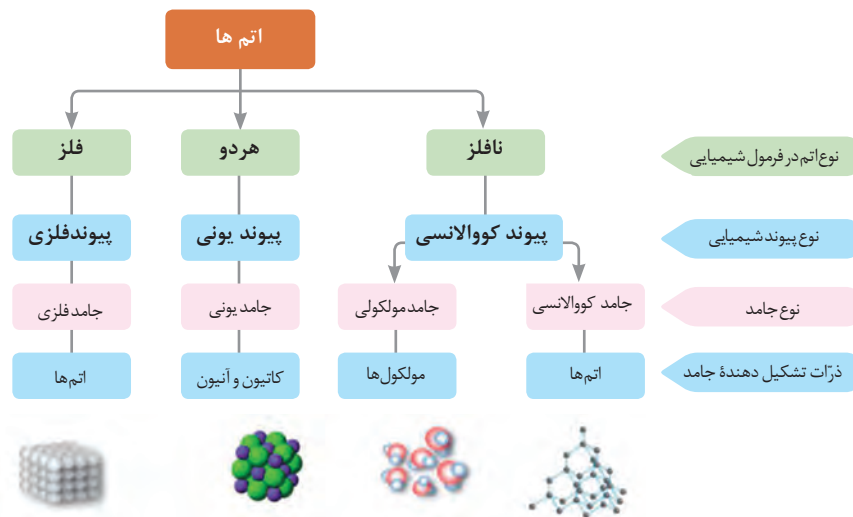 اتم ها
نوع اتم در فرمول شیمیایی
نافلز
هردو
فلز
نوع پیوند شیمیایی
پیوند کووالانسی
پیوند یونی
پیوندفلزی
نوع جامد
جامد کووالانسی
جامد مولکولی
جامد یونی
جامد فلزی
ذرّات تشکیل دهندهٔ جامد
اتم‌ها
مولکول‌ها
کاتیون و آنیون
اتم‌ها